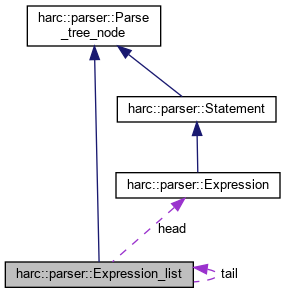 harc::parser::Parse
_tree_node
harc::parser::Statement
harc::parser::Expression
head
harc::parser::Expression_list
tail